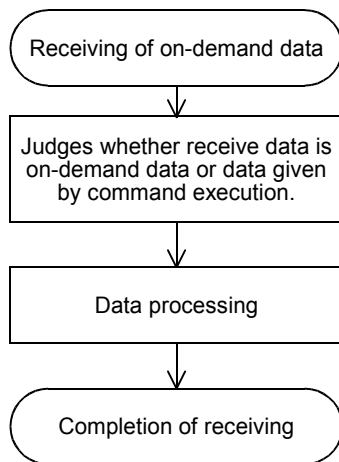 Receiving of on-demand data
Judges whether receive data is
on-demand data or data given
by command execution.
Data processing
Completion of receiving